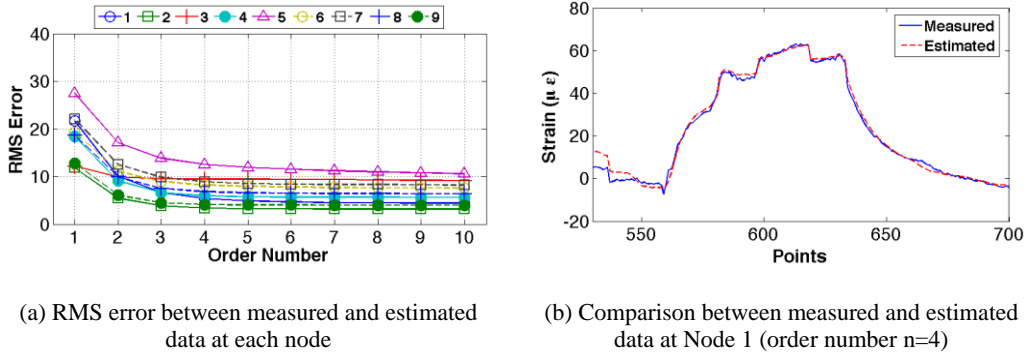 1 2 3 4 5 6 7 8 9
RMS Error
40
30
20
10
0
1 2 3 4 5 6 7 8 9 10
Order Number
Measured
Estimated
Strain (μ ε)
80
60
40
20
0
-20
550 600 650 700
Points
(a) RMS error between measured and estimated
data at each node
(b) Comparison between measured and estimated
data at Node 1 (order number n=4)